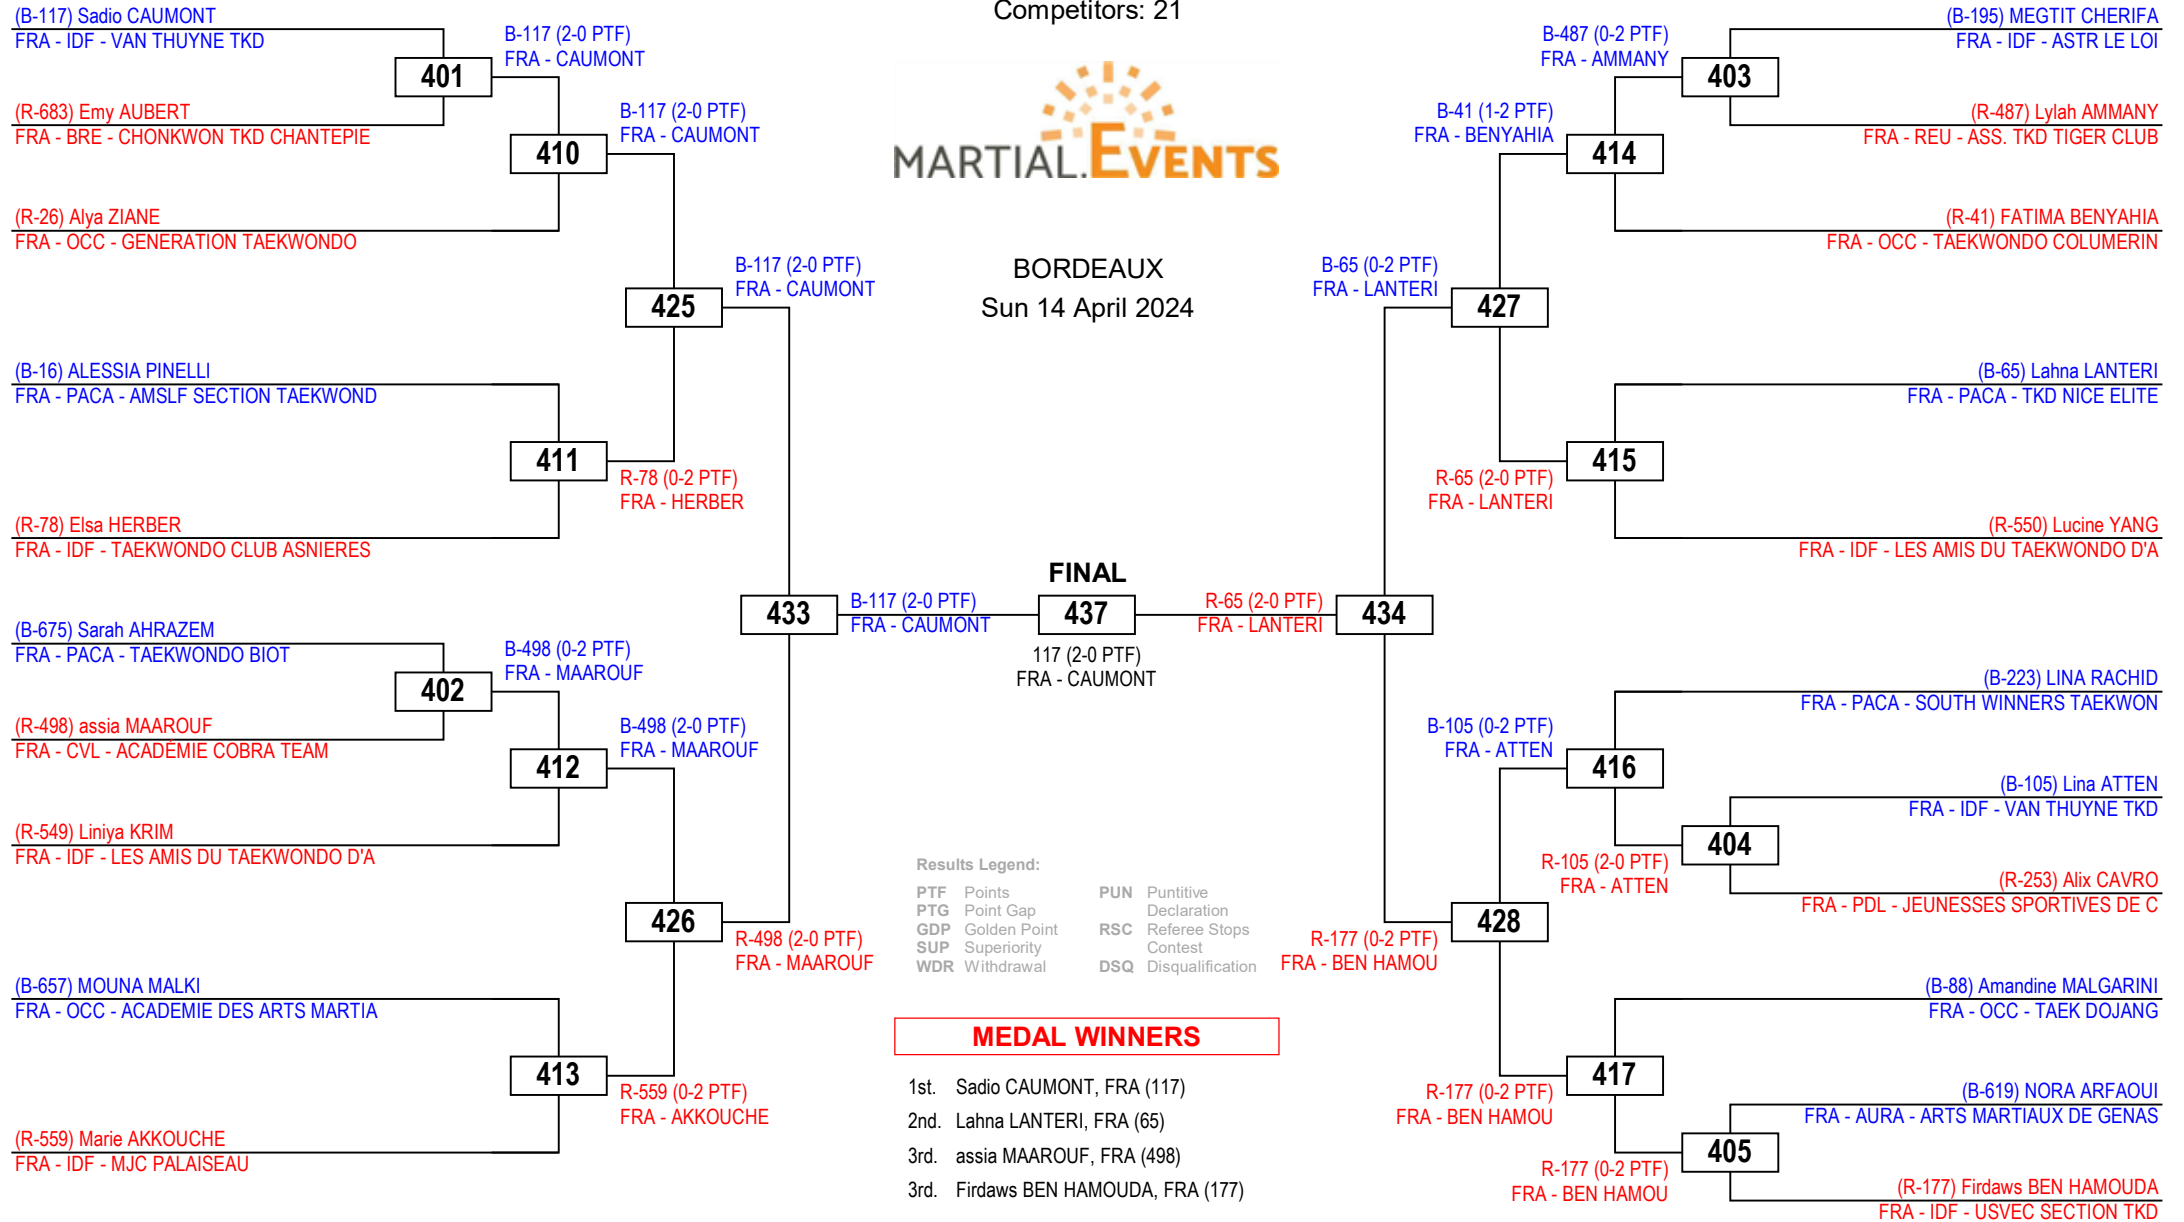 Competitors: 21
MARTIAL.EVENTS
BORDEAUX
Sun 14 April 2024
(B-117) Sadio CAUMONT
FRA - IDF - VAN THUYNE TKD
401
(R-683) Emy AUBERT
FRA - BRE - CHONKWON TKD CHANTEPIE
B-117 (2-0 PTF)
FRA - CAUMONT
410
(R-26) Alya ZIANE
FRA - OCC - GENERATION TAEKWONDO
B-117 (2-0 PTF)
FRA - CAUMONT
425
B-117 (2-0 PTF)
FRA - CAUMONT
(B-16) ALESSIA PINELLI
FRA - PACA - AMSLF SECTION TAEKWOND
411
(R-78) Elsa HERBER
FRA - IDF - TAEKWONDO CLUB ASNIERES
R-78 (0-2 PTF)
FRA - HERBER
433
B-117 (2-0 PTF)
FRA - CAUMONT
(B-675) Sarah AHRAZEM
FRA - PACA - TAEKWONDO BIOT
402
(R-498) assia MAAROUF
FRA - CVL - ACADÉMIE COBRA TEAM
B-498 (0-2 PTF)
FRA - MAAROUF
412
(R-549) Liniya KRIM
FRA - IDF - LES AMIS DU TAEKWONDO D'A
B-498 (2-0 PTF)
FRA - MAAROUF
426
R-498 (2-0 PTF)
FRA - MAAROUF
(B-657) MOUNA MALKI
FRA - OCC - ACADEMIE DES ARTS MARTIA
413
(R-559) Marie AKKOUCHE
FRA - IDF - MJC PALAISEAU
R-559 (0-2 PTF)
FRA - AKKOUCHE
FINAL
437
117 (2-0 PTF)
FRA - CAUMONT
(B-195) MEGTIT CHERIFA
FRA - IDF - ASTR LE LOI
403
(R-487) Lylah AMMANY
FRA - REU - ASS. TKD TIGER CLUB
B-487 (0-2 PTF)
FRA - AMMANY
414
(R-41) FATIMA BENYAHIA
FRA - OCC - TAEKWONDO COLUMERIN
B-41 (1-2 PTF)
FRA - BENYAHIA
427
B-65 (0-2 PTF)
FRA - LANTERI
(B-65) Lahna LANTERI
FRA - PACA - TKD NICE ELITE
415
(R-550) Lucine YANG
FRA - IDF - LES AMIS DU TAEKWONDO D'A
R-65 (2-0 PTF)
FRA - LANTERI
434
R-65 (2-0 PTF)
FRA - LANTERI
(B-223) LINA RACHID
FRA - PACA - SOUTH WINNERS TAEKWON
416
B-105 (0-2 PTF)
FRA - ATTEN
(B-105) Lina ATTEN
FRA - IDF - VAN THUYNE TKD
404
(R-253) Alix CAVRO
FRA - PDL - JEUNESSES SPORTIVES DE C
R-105 (2-0 PTF)
FRA - ATTEN
428
R-177 (0-2 PTF)
FRA - BEN HAMOU
(B-88) Amandine MALGARINI
FRA - OCC - TAEK DOJANG
417
R-177 (0-2 PTF)
FRA - BEN HAMOU
(B-619) NORA ARFAOUI
FRA - AURA - ARTS MARTIAUX DE GENAS
405
(R-177) Firdaws BEN HAMOUDA
FRA - IDF - USVEC SECTION TKD
R-177 (0-2 PTF)
FRA - BEN HAMOU
Results Legend:
PTF Points
PTG Point Gap
GDP Golden Point
SUP Superiority
WDR Withdrawal
PUN Puntitive
Declaration
RSC Referee Stops
Contest
DSQ Disqualification
MEDAL WINNERS
1st. Sadio CAUMONT, FRA (117)
2nd. Lahna LANTERI, FRA (65)
3rd. assia MAAROUF, FRA (498)
3rd. Firdaws BEN HAMOUDA, FRA (177)